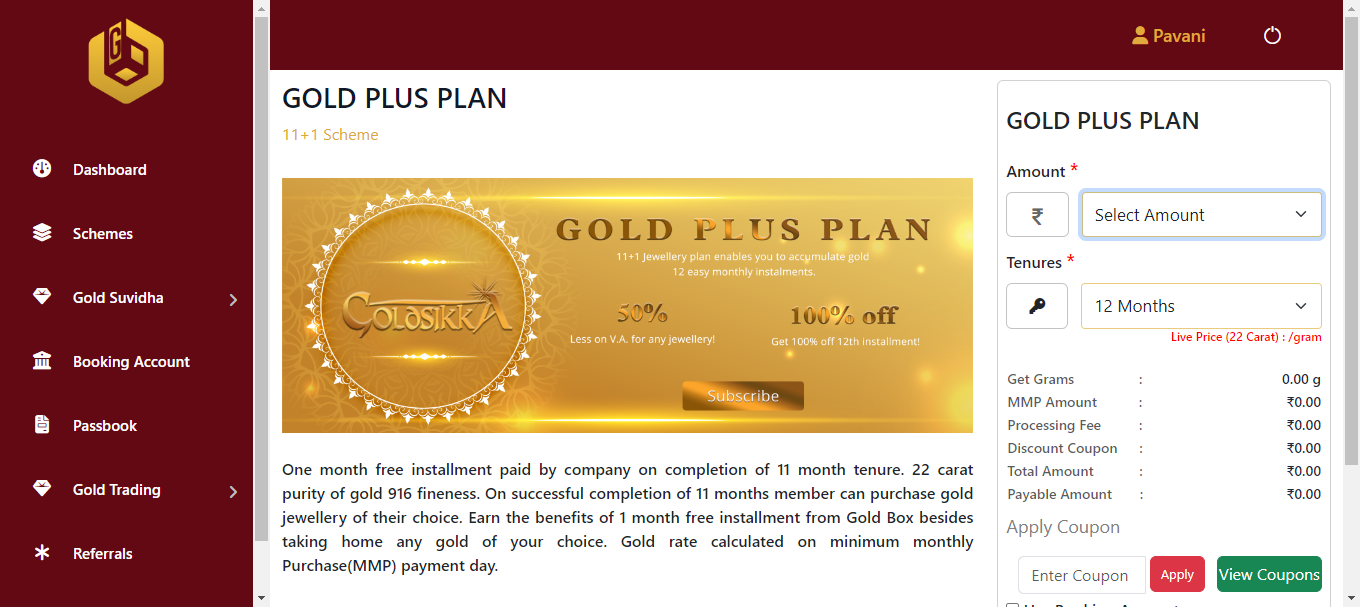 Pavani
Dashboard
Schemes
Gold Suvidha
Booking Account
Passbook
Gold Trading
Referrals
GOLD PLUS PLAN
11+1 Scheme
GOLD PLUS PLAN
11+1 Jewellery plan enables you to accumulate gold
12 easy monthly instalments.
GOLDSIKKA
50%
Less on V.A. for any jewellery!
100% off
Get 100% off 12th installment!
Subscribe
One month free installment paid by company on completion of 11 month tenure. 22 carat
purity of gold 916 fineness. On successful completion of 11 months member can purchase gold
jewellery of their choice. Earn the benefits of 1 month free installment from Gold Box besides
taking home any gold of your choice. Gold rate calculated on minimum monthly
Purchase(MMP) payment day.
GOLD PLUS PLAN
Amount *
₹ Select Amount
Tenures *
12 Months
Live Price (22 Carat) : /gram
Get Grams : 0.00 g
MMP Amount : ₹0.00
Processing Fee : ₹0.00
Discount Coupon : ₹0.00
Total Amount : ₹0.00
Payable Amount : ₹0.00
Apply Coupon
Enter Coupon Apply View Coupons